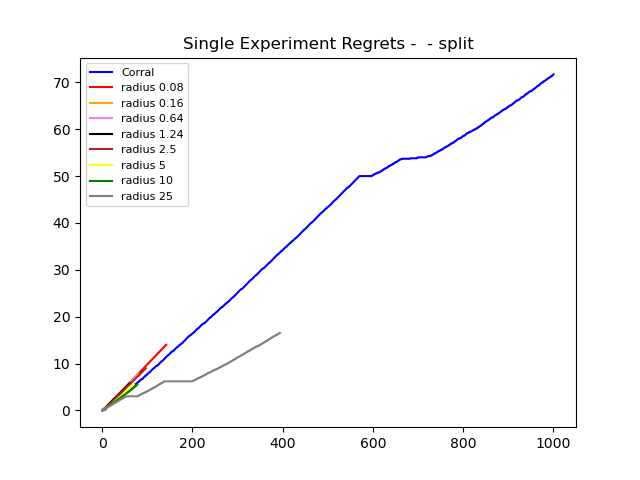 Single Experiment Regrets -  - split
Corral
radius 0.08
radius 0.16
radius 0.64
radius 1.24
radius 2.5
radius 5
radius 10
radius 25
70
60
50
40
30
20
10
0
0 200 400 600 800 1000